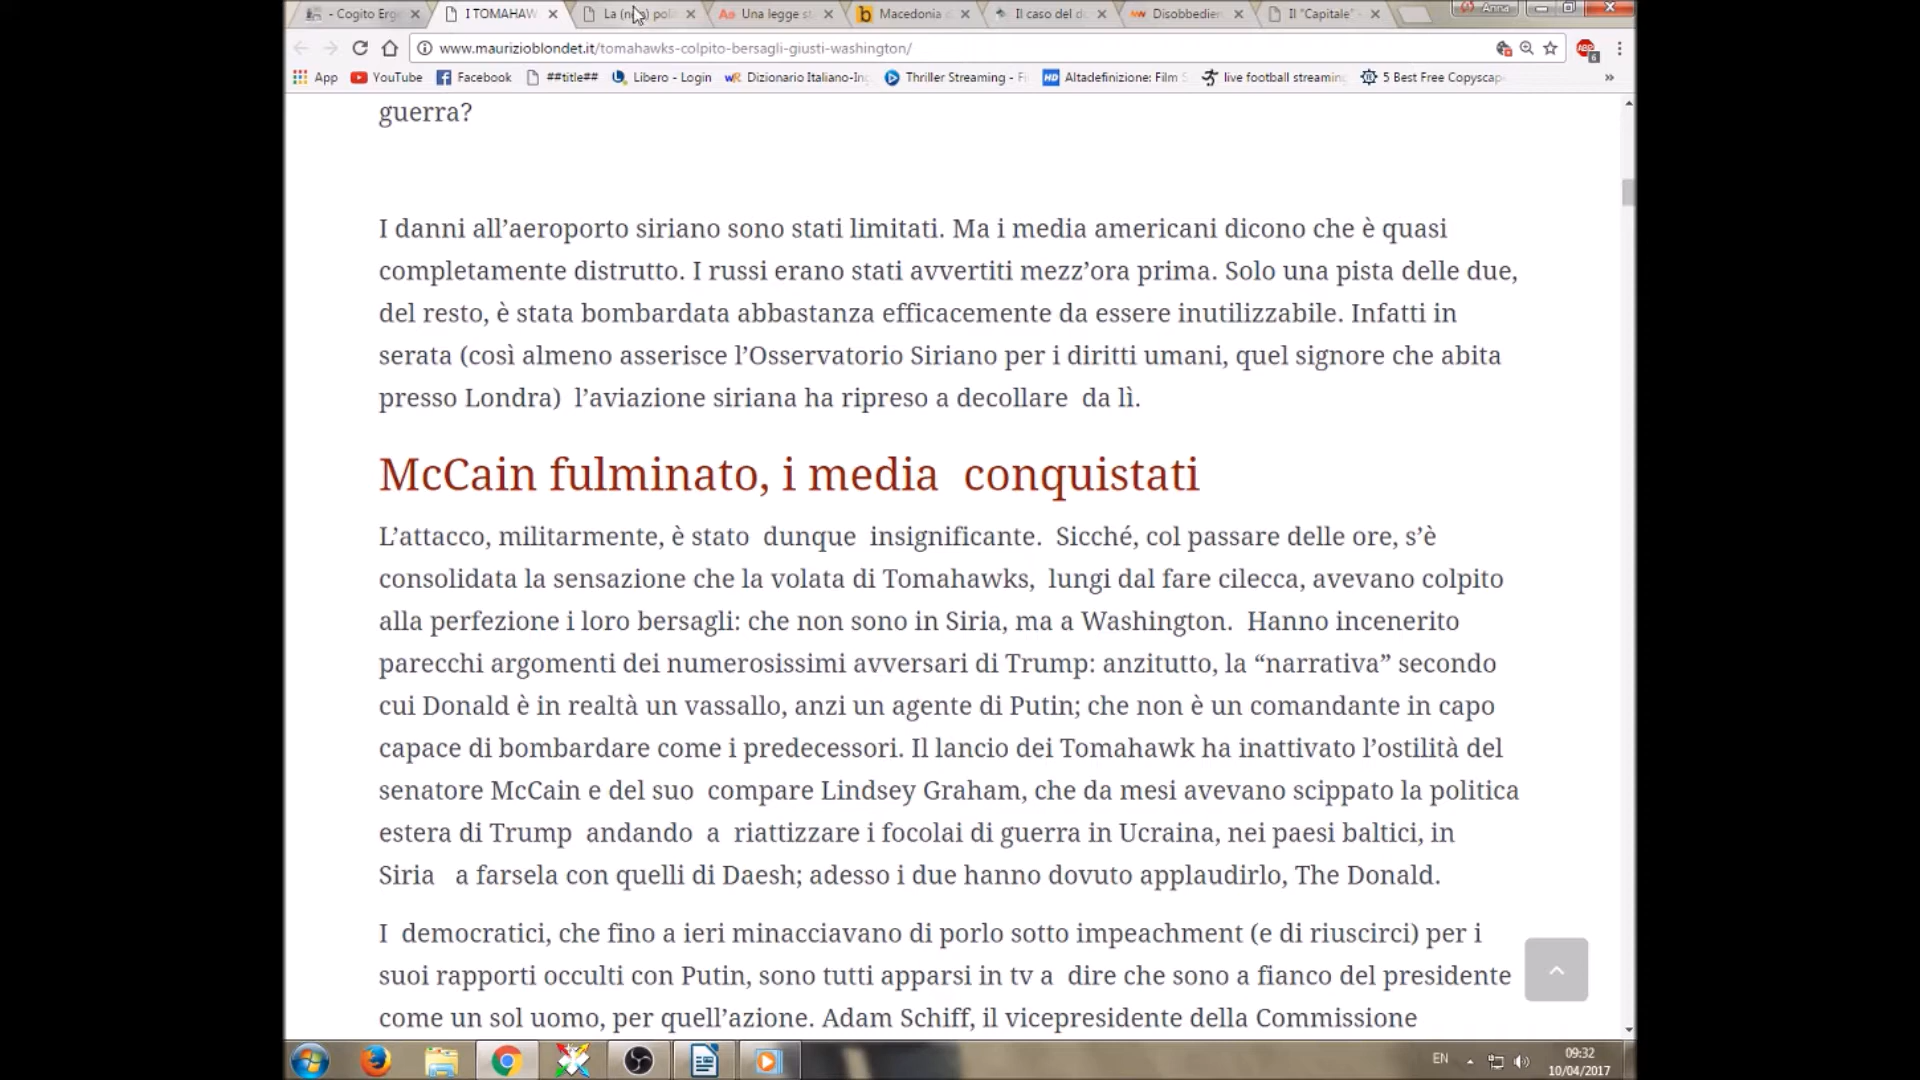 - Cogito Erg
I TOMAHAW
La (n
) poli
Una legge s
Macedonia
Il caso del d
Disobbedien
Il "Capitale"
Anna
www.maurizioblondet.it/tomahawks-colpito-bersagli-giusti-washington/
ABP
6
App
YouTube
Facebook
##title##
Libero - Login
Dizionario Italiano-In
Thriller Streaming - F
Altadefinizione: Film S
live football streamin
5 Best Free Copyscap
»
guerra?
I danni all’aeroporto siriano sono stati limitati. Ma i media americani dicono che è quasi
completamente distrutto. I russi erano stati avvertiti mezz’ora prima. Solo una pista delle due,
del resto, è stata bombardata abbastanza efficacemente da essere inutilizzabile. Infatti in
serata (così almeno asserisce l’Osservatorio Siriano per i diritti umani, quel signore che abita
presso Londra)  l’aviazione siriana ha ripreso a decollare  da lì.
McCain fulminato, i media  conquistati
L’attacco, militarmente, è stato  dunque  insignificante.  Sicché, col passare delle ore, s’è
consolidata la sensazione che la volata di Tomahawks,  lungi dal fare cilecca, avevano colpito
alla perfezione i loro bersagli: che non sono in Siria, ma a Washington.  Hanno incenerito
parecchi argomenti dei numerosissimi avversari di Trump: anzitutto, la “narrativa” secondo
cui Donald è in realtà un vassallo, anzi un agente di Putin; che non è un comandante in capo
capace di bombardare come i predecessori. Il lancio dei Tomahawk ha inattivato l’ostilità del
senatore McCain e del suo  compare Lindsey Graham, che da mesi avevano scippato la politica
estera di Trump  andando  a  riattizzare i focolai di guerra in Ucraina, nei paesi baltici, in
Siria   a farsela con quelli di Daesh; adesso i due hanno dovuto applaudirlo, The Donald.
I  democratici, che fino a ieri minacciavano di porlo sotto impeachment (e di riuscirci) per i
suoi rapporti occulti con Putin, sono tutti apparsi in tv a  dire che sono a fianco del presidente
come un sol uomo, per quell’azione. Adam Schiff, il vicepresidente della Commissione
EN
09:32
10/04/2017